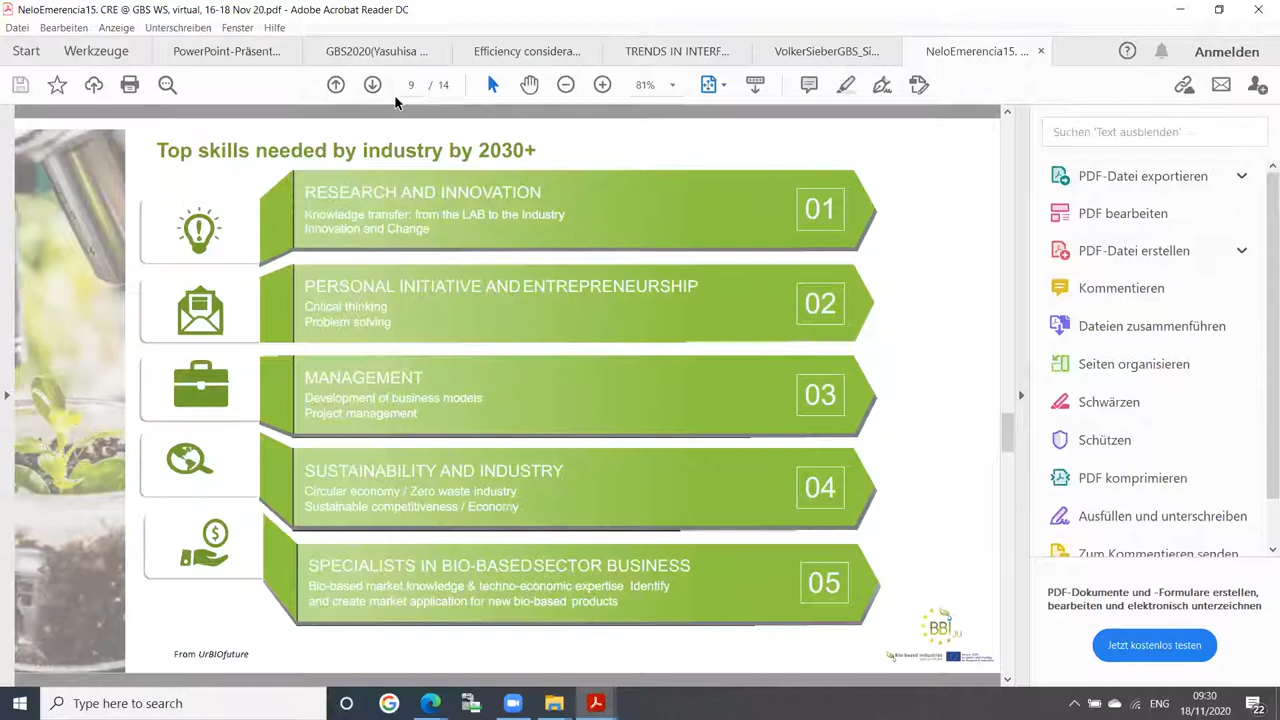 NeloEmerencia15. CRE @ GBS WS, virtual, 16-18 Nov 20.pdf - Adobe Acrobat Reader DC
Datei Bearbeiten Anzeige Unterschreiben Fenster Hilfe
Start Werkzeuge PowerPoint-Präsent... GBS2020(Yasuhisa ... Efficiency considera... TRENDS IN INTERF... VolkerSieberGBS_Si... NeloEmerencia15. ... × Anmelden
9 / 14 81%
Top skills needed by industry by 2030+
RESEARCH AND INNOVATION
Knowledge transfer: from the LAB to the Industry
Innovation and Change
01
PERSONAL INITIATIVE AND ENTREPRENEURSHIP
Critical thinking
Problem solving
02
MANAGEMENT
Development of business models
Project management
03
SUSTAINABILITY AND INDUSTRY
Circular economy / Zero waste industry
Sustainable competitiveness / Economy
04
SPECIALISTS IN BIO-BASED SECTOR BUSINESS
Bio-based market knowledge & techno-economic expertise Identify
and create market application for new bio-based products
05
From UrBIOfuture
BBI JU
Bio-based Industries
Suchen 'Text ausblenden'
PDF-Datei exportieren
PDF bearbeiten
PDF-Datei erstellen
Kommentieren
Dateien zusammenführen
Seiten organisieren
Schwärzen
Schützen
PDF komprimieren
Ausfüllen und unterschreiben
Zum Kommentieren senden
PDF-Dokumente und -Formulare erstellen,
bearbeiten und elektronisch unterzeichnen
Jetzt kostenlos testen
Type here to search
ENG
09:30
18/11/2020
22